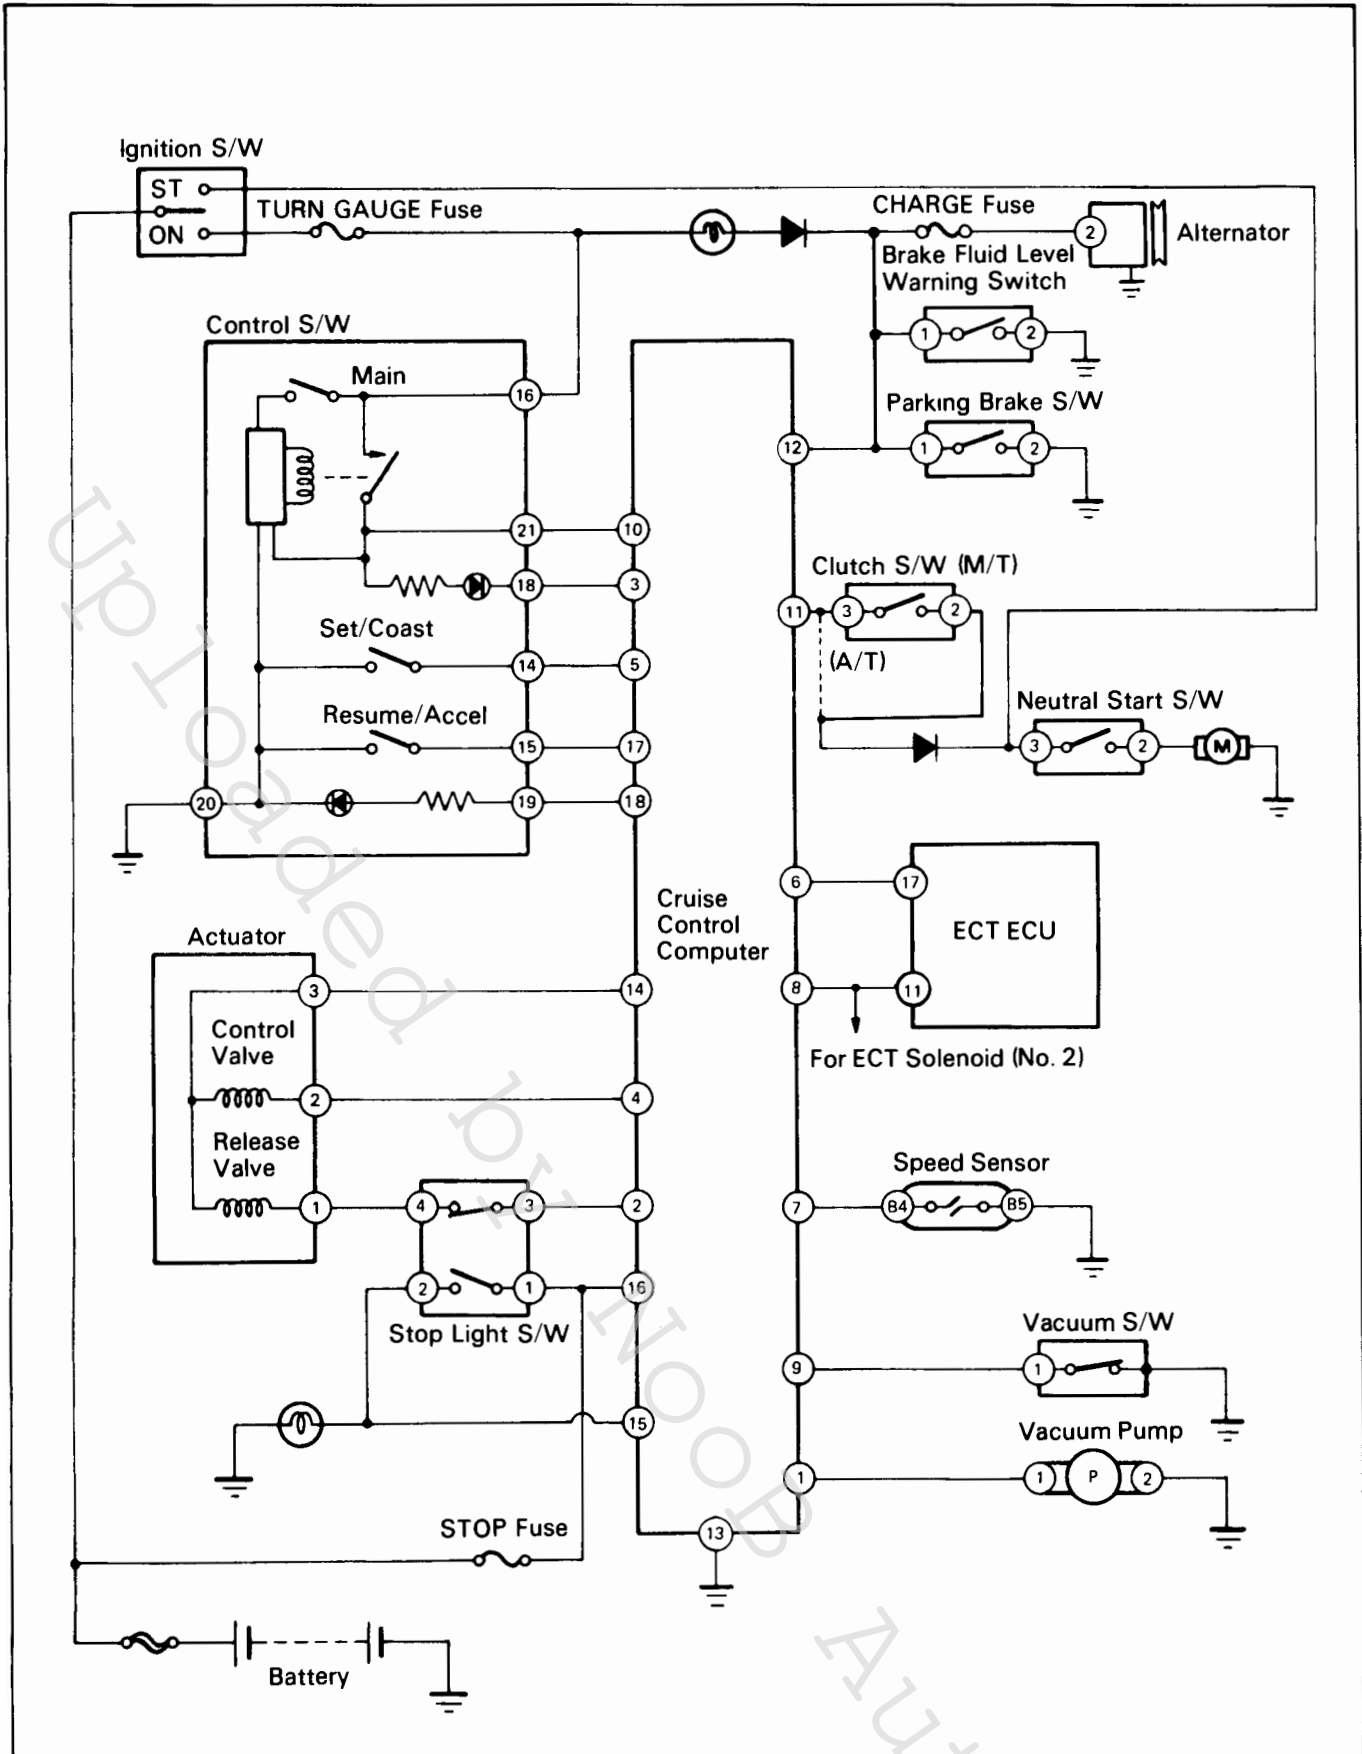 Ignition S/W
ST
ON
TURN GAUGE Fuse
CHARGE Fuse
2
Alternator
Brake Fluid Level
Warning Switch
1
2
Parking Brake S/W
1
2
Control S/W
Main
16
21
18
Set/Coast
14
Resume/Accel
15
20
19
10
3
5
17
18
12
11
Clutch S/W (M/T)
3
2
(A/T)
Neutral Start S/W
3
2
M
Cruise
Control
Computer
6
17
ECT ECU
8
11
For ECT Solenoid (No. 2)
Actuator
3
14
Control
Valve
2
4
Release
Valve
1
4
3
2
2
1
16
Stop Light S/W
Speed Sensor
7
B4
B5
Vacuum S/W
9
1
15
Vacuum Pump
1
1
P
2
STOP Fuse
13
Battery
Uploaded by NooB Aut